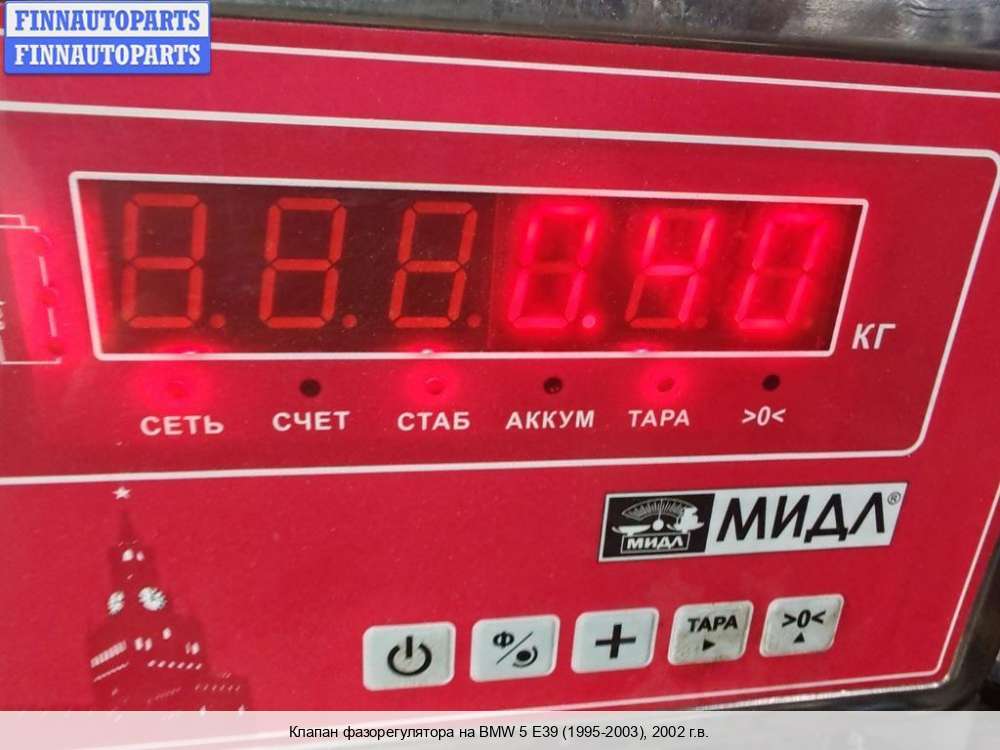 FINNAUTOPARTS
FINNAUTOPARTS
0.40
КГ
СЕТЬ СЧЕТ СТАБ АККУМ ТАРА >0<
МИДЛ МИДЛ®
Ф/ + ТАРА >0<
Клапан фазорегулятора на BMW 5 E39 (1995-2003), 2002 г.в.